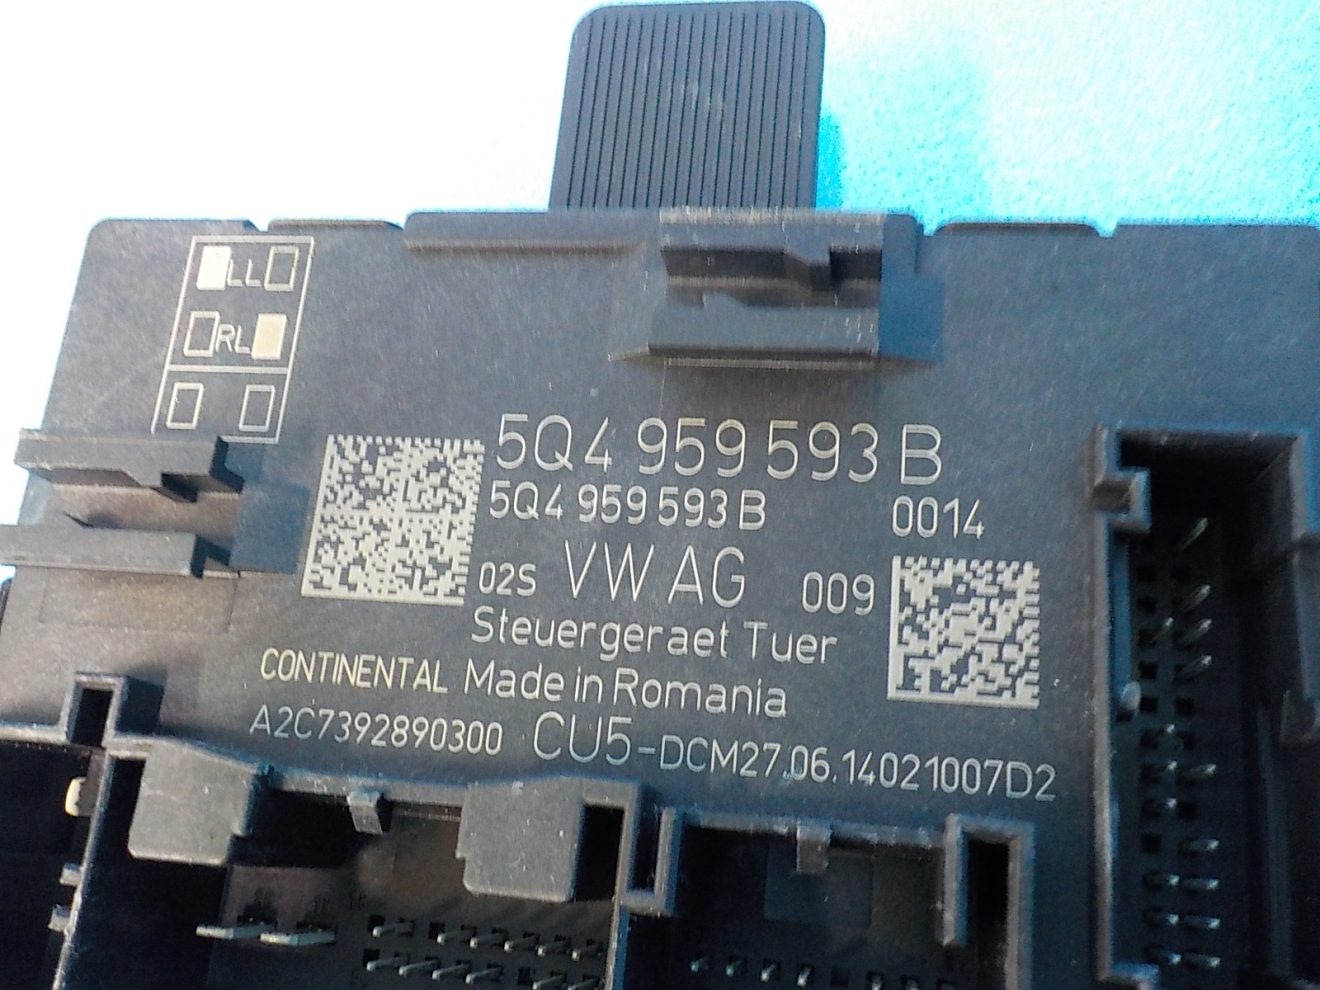 LL
RL
5Q4 959 593 B
5Q4 959 593 B 0014
02S VW AG 009
Steuergeraet Tuer
CONTINENTAL Made in Romania
A2C7392890300 CU5-DCM27.06.14021007D2